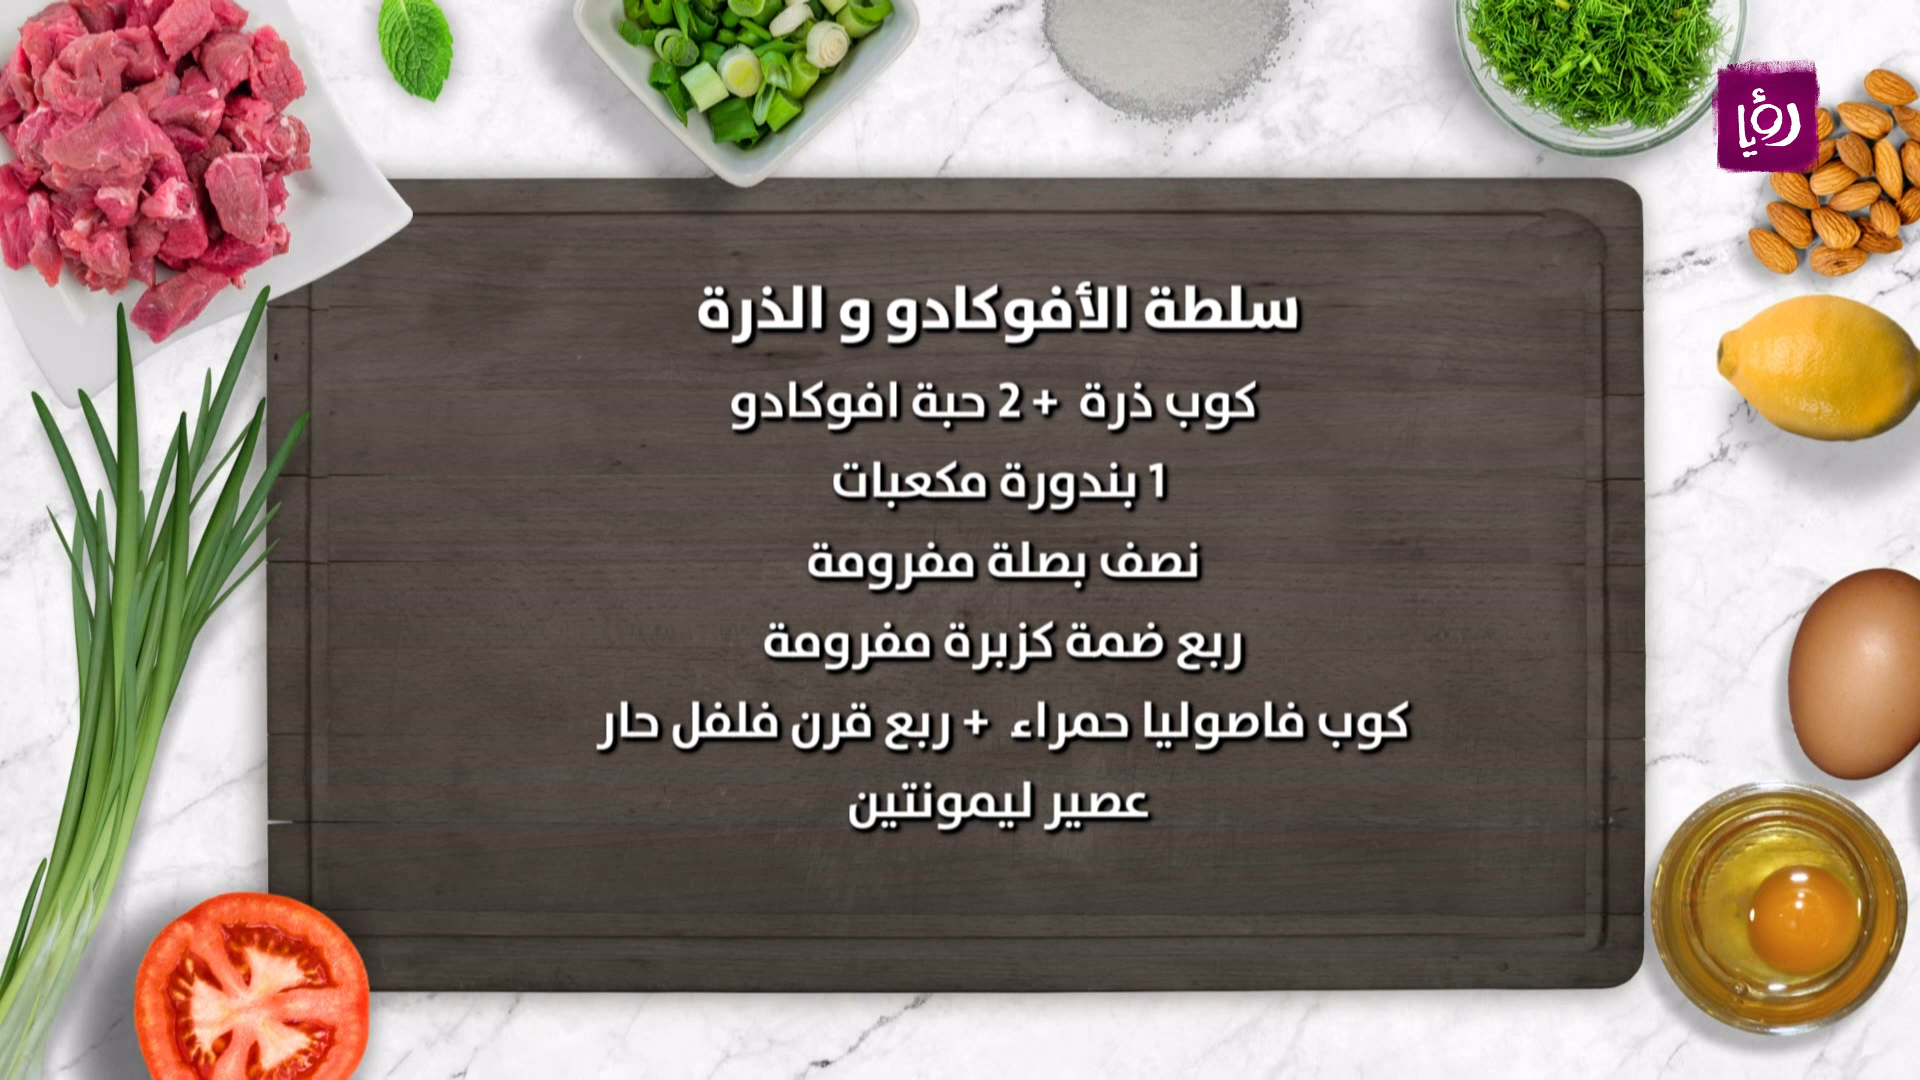 رؤيا
سلطة الأفوكادو و الذرة
كوب ذرة + 2 حبة افوكادو
1 بندورة مكعبات
نصف بصلة مفرومة
ربع ضمة كزبرة مفرومة
كوب فاصوليا حمراء + ربع قرن فلفل حار
عصير ليمونتين